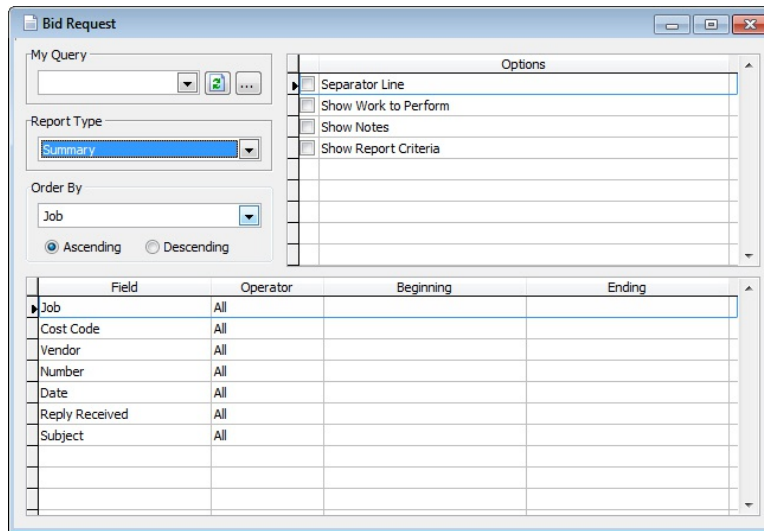 Bid Request
My Query
...
Report Type
Summary
Order By
Job
Ascending Descending
Options
Separator Line
Show Work to Perform
Show Notes
Show Report Criteria
Field Operator Beginning Ending
Job All
Cost Code All
Vendor All
Number All
Date All
Reply Received All
Subject All